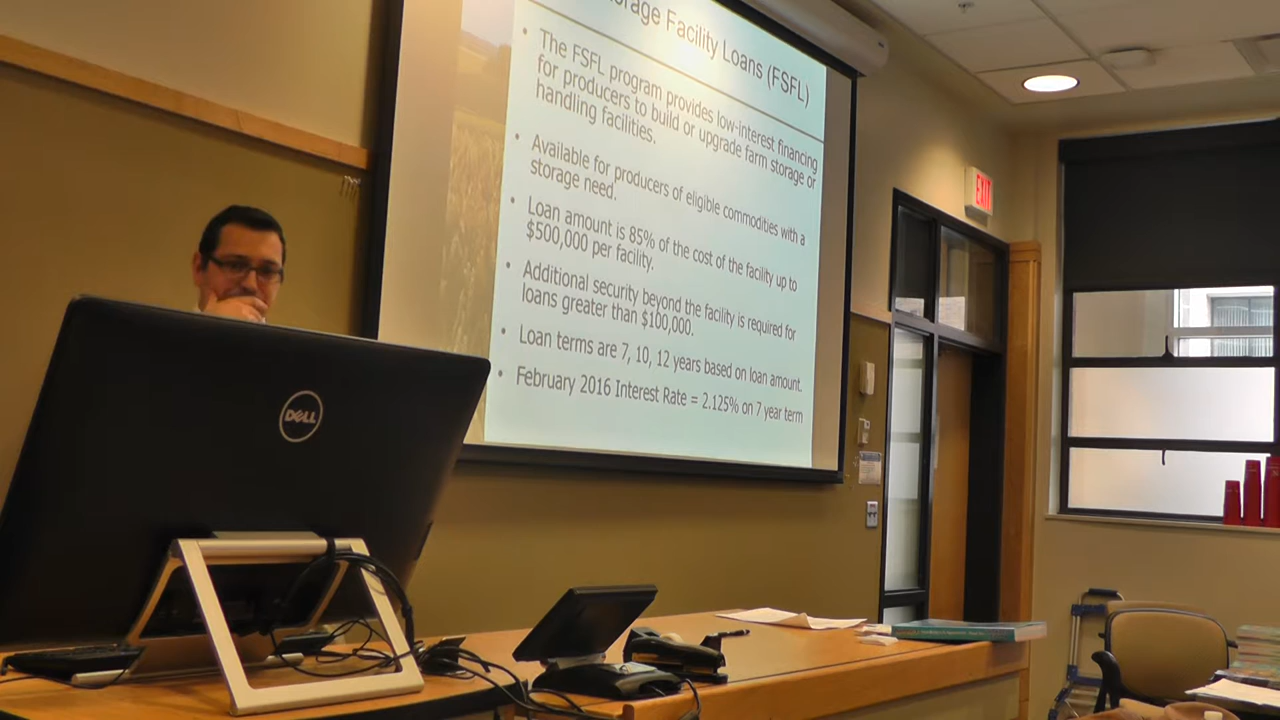 Storage Facility Loans (FSFL)
• The FSFL program provides low-interest financing
for producers to build or upgrade farm storage or
handling facilities.
• Available for producers of eligible commodities with a
storage need.
• Loan amount is 85% of the cost of the facility up to
$500,000 per facility.
• Additional security beyond the facility is required for
loans greater than $100,000.
• Loan terms are 7, 10, 12 years based on loan amount.
• February 2016 Interest Rate = 2.125% on 7 year term
EXIT
DELL